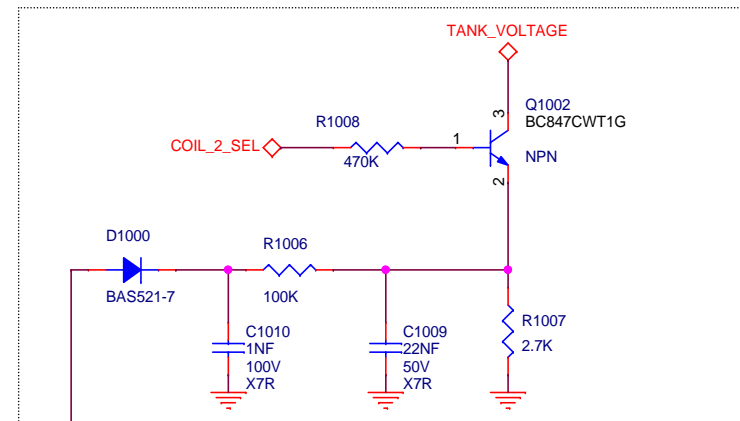 TANK_VOLTAGE
3
Q1002
BC847CWT1G
R1008
COIL_2_SEL
1
470K
NPN
2
D1000
R1006
BAS521-7
100K
C1010
1NF
100V
X7R
C1009
22NF
50V
X7R
R1007
2.7K